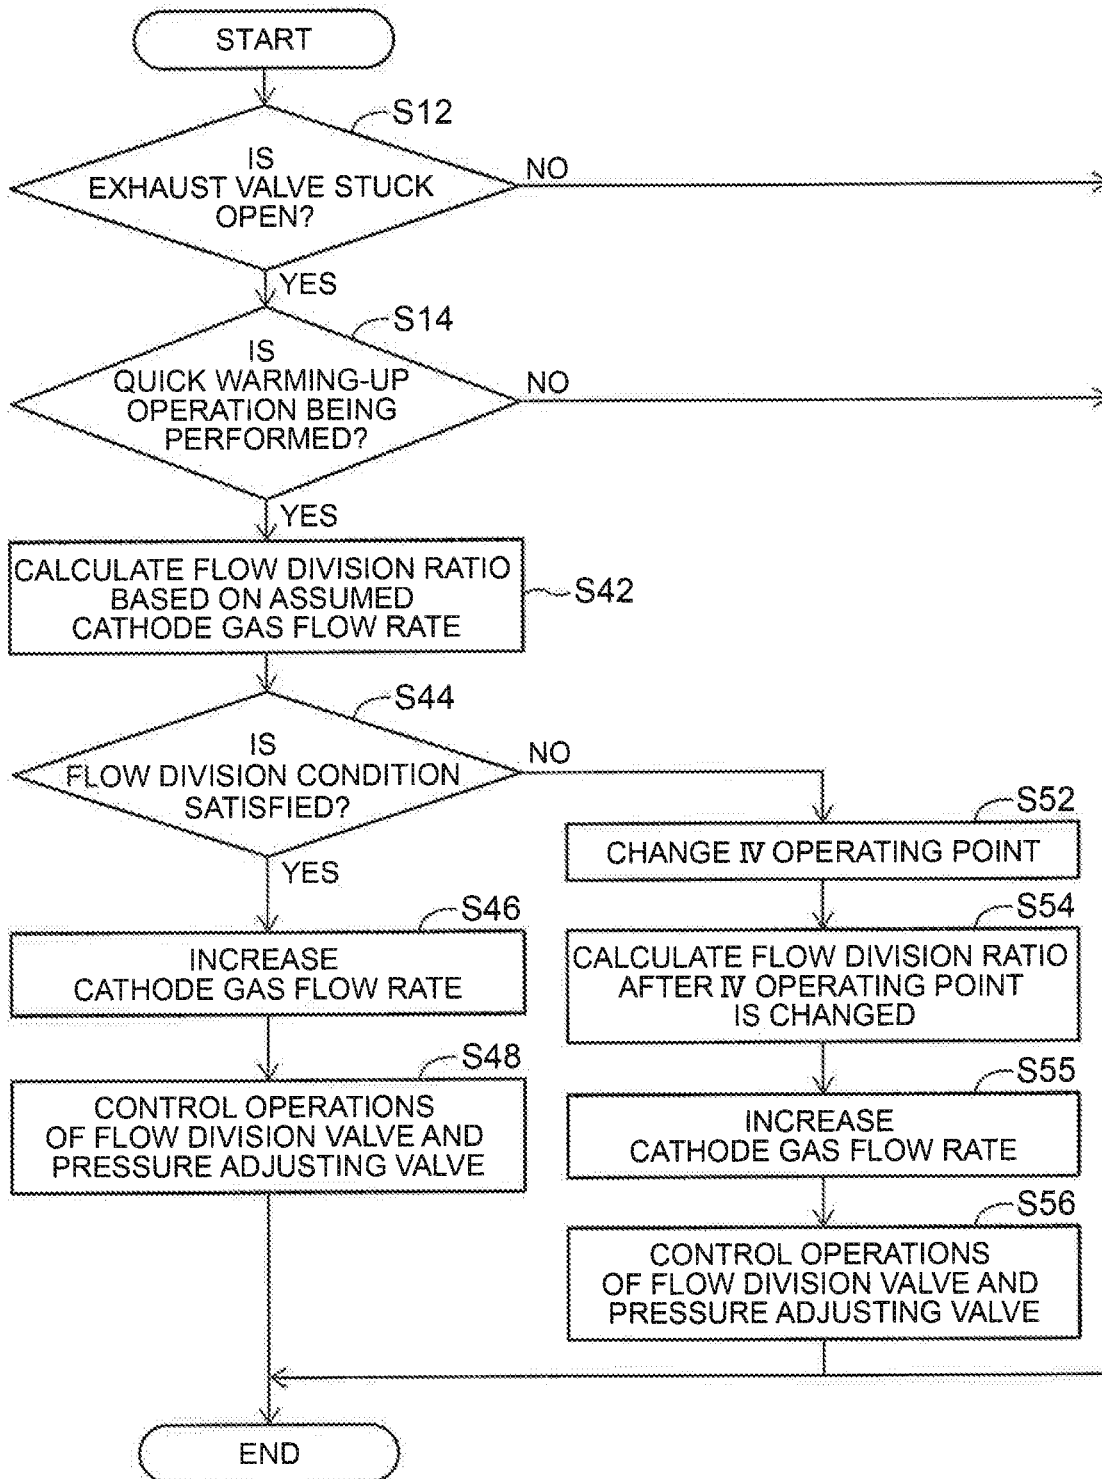 START
S12
IS
EXHAUST VALVE STUCK
OPEN?
NO
YES
S14
IS
QUICK WARMING-UP
OPERATION BEING
PERFORMED?
NO
YES
CALCULATE FLOW DIVISION RATIO
BASED ON ASSUMED
CATHODE GAS FLOW RATE
S42
S44
IS
FLOW DIVISION CONDITION
SATISFIED?
NO
YES
S52
CHANGE IV OPERATING POINT
S46
INCREASE
CATHODE GAS FLOW RATE
S54
CALCULATE FLOW DIVISION RATIO
AFTER IV OPERATING POINT
IS CHANGED
S48
CONTROL OPERATIONS
OF FLOW DIVISION VALVE AND
PRESSURE ADJUSTING VALVE
S55
INCREASE
CATHODE GAS FLOW RATE
S56
CONTROL OPERATIONS
OF FLOW DIVISION VALVE AND
PRESSURE ADJUSTING VALVE
END